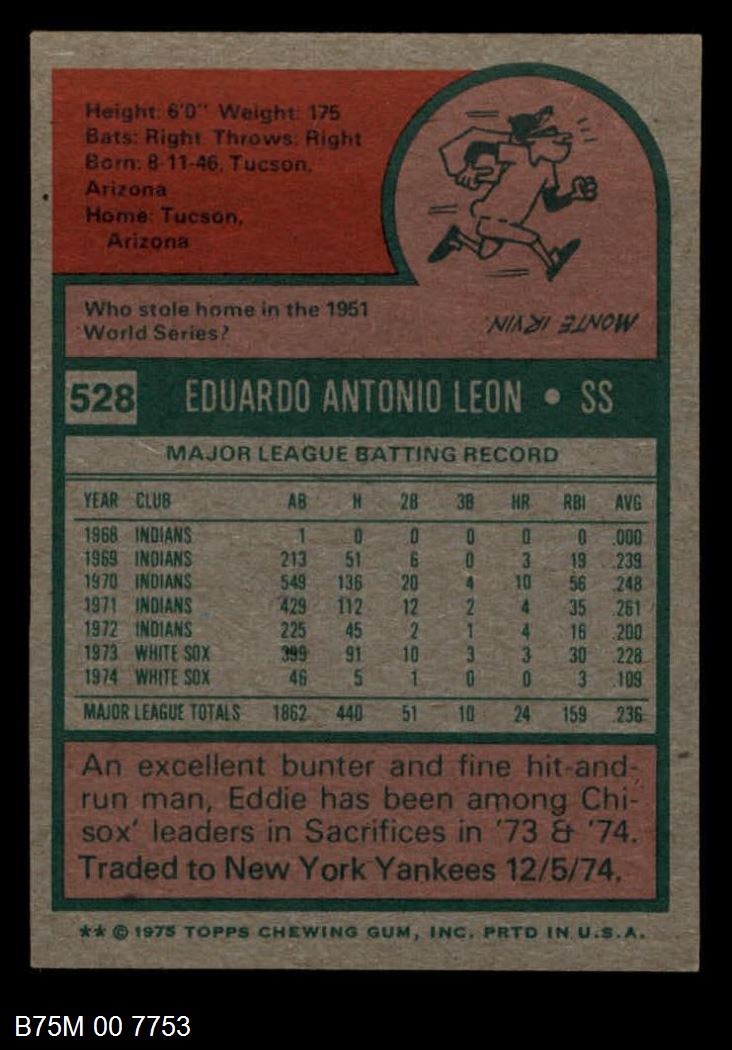 Height: 6'0" Weight: 175
Bats: Right Throws: Right
Born: 8-11-46, Tucson,
Arizona
Home: Tucson,
Arizona
Who stole home in the 1951
World Series?
MONTE IRVIN.
528 EDUARDO ANTONIO LEON • SS
MAJOR LEAGUE BATTING RECORD
YEAR CLUB AB H 2B 3B HR RBI AVG
1968 INDIANS 1 0 0 0 0 0 .000
1969 INDIANS 213 51 6 0 3 19 .239
1970 INDIANS 549 136 20 4 10 56 .248
1971 INDIANS 429 112 12 2 4 35 .261
1972 INDIANS 225 45 2 1 4 16 .200
1973 WHITE SOX 399 91 10 3 3 30 .228
1974 WHITE SOX 46 5 1 0 0 3 .109
MAJOR LEAGUE TOTALS 1862 440 51 10 24 159 .236
An excellent bunter and fine hit-and-
run man, Eddie has been among Chi-
sox' leaders in Sacrifices in '73 & '74.
Traded to New York Yankees 12/5/74.
** © 1975 TOPPS CHEWING GUM, INC. PRTD IN U.S.A.
B75M 00 7753